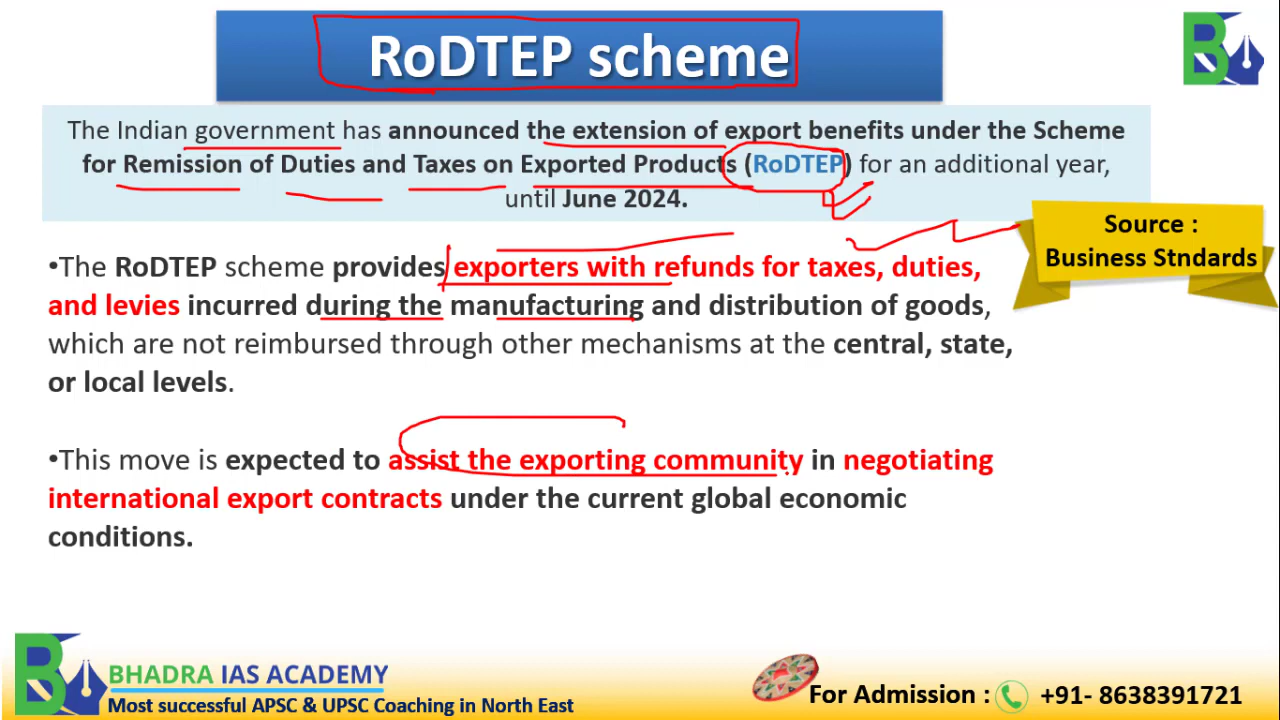 RoDTEP scheme
The Indian government has announced the extension of export benefits under the Scheme
for Remission of Duties and Taxes on Exported Products (RoDTEP) for an additional year,
until June 2024.
Source :
Business Stndards
•The RoDTEP scheme provides exporters with refunds for taxes, duties,
and levies incurred during the manufacturing and distribution of goods,
which are not reimbursed through other mechanisms at the central, state,
or local levels.
•This move is expected to assist the exporting community in negotiating
international export contracts under the current global economic
conditions.
BHADRA IAS ACADEMY
Most successful APSC & UPSC Coaching in North East
For Admission : +91- 8638391721